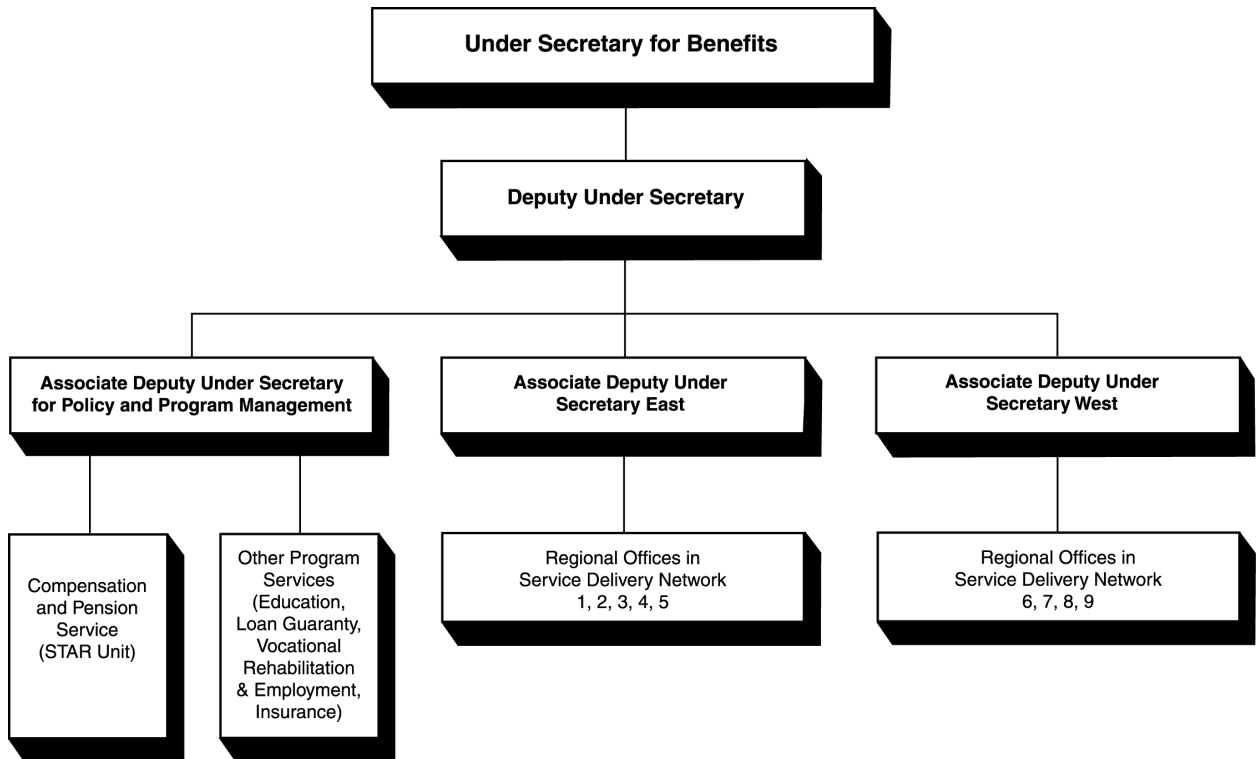 Under Secretary for Benefits
Deputy Under Secretary
Associate Deputy Under Secretary
for Policy and Program Management
Associate Deputy Under
Secretary East
Associate Deputy Under
Secretary West
Compensation
and Pension
Service
(STAR Unit)
Other Program
Services
(Education,
Loan Guaranty,
Vocational
Rehabilitation
& Employment,
Insurance)
Regional Offices in
Service Delivery Network
1, 2, 3, 4, 5
Regional Offices in
Service Delivery Network
6, 7, 8, 9